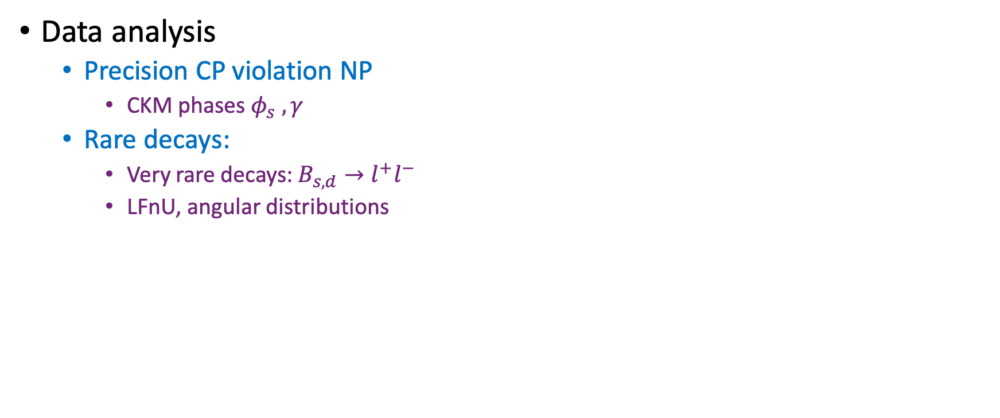 • Data analysis
• Precision CP violation NP
• CKM phases 𝜙𝑠 , 𝛾
• Rare decays:
• Very rare decays: 𝐵𝑠,𝑑 → 𝑙⁺𝑙⁻
• LFnU, angular distributions